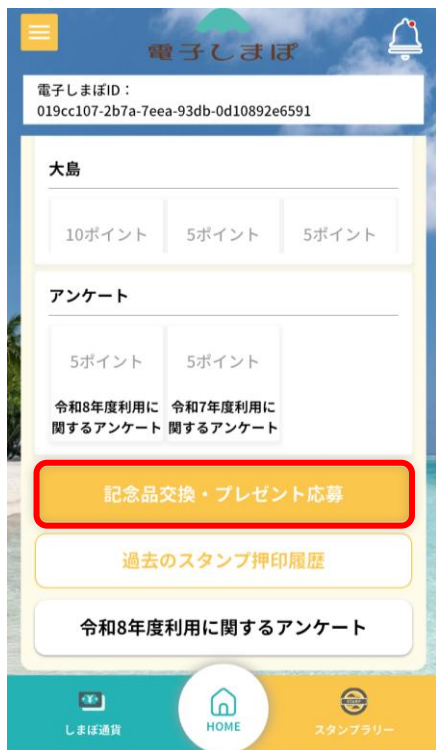 電子しまぽ
電子しまぽID：
019cc107-2b7a-7eea-93db-0d10892e6591
大島
10ポイント 5ポイント 5ポイント
アンケート
5ポイント 5ポイント
令和8年度利用に 令和7年度利用に
関するアンケート 関するアンケート
記念品交換・プレゼント応募
過去のスタンプ押印履歴
令和8年度利用に関するアンケート
しまぽ通貨 HOME スタンプラリー